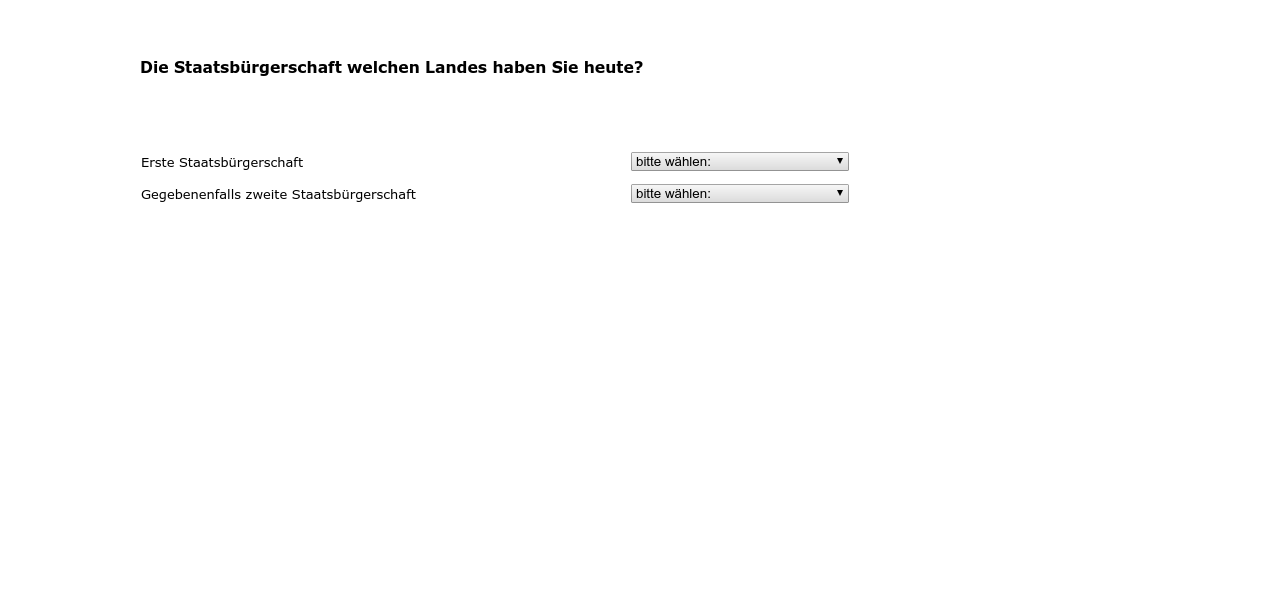 Die Staatsbürgerschaft welchen Landes haben Sie heute?
Erste Staatsbürgerschaft bitte wählen:
Gegebenenfalls zweite Staatsbürgerschaft bitte wählen: